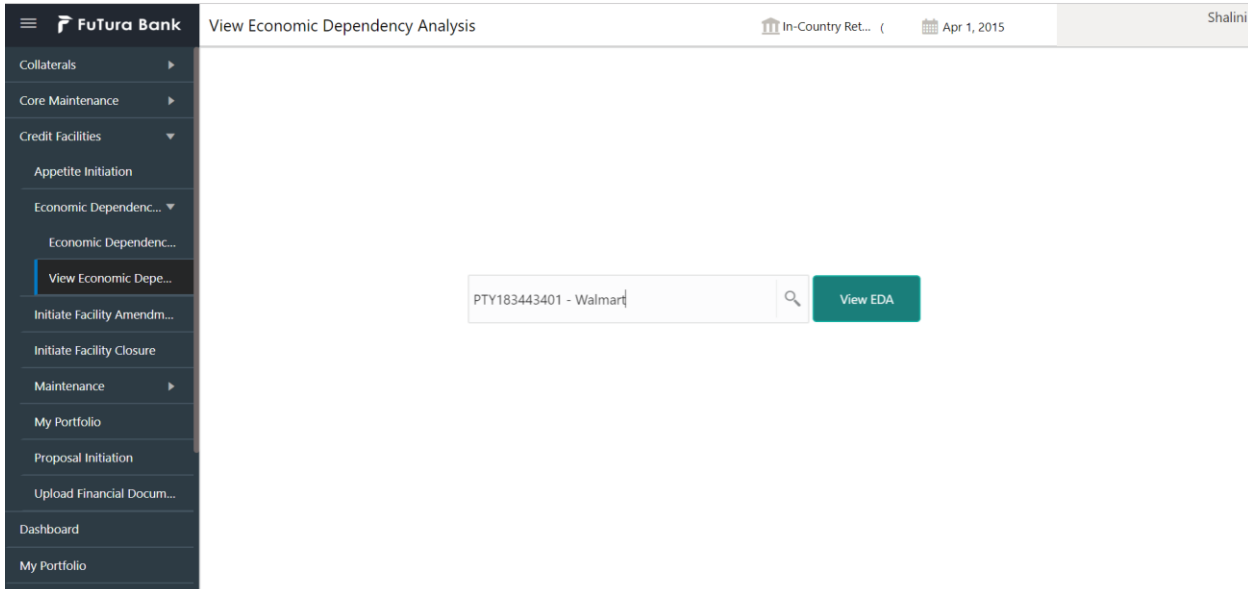 FuTura Bank
View Economic Dependency Analysis
In-Country Ret... (
Apr 1, 2015
Shalini
Collaterals
Core Maintenance
Credit Facilities
Appetite Initiation
Economic Dependenc...
Economic Dependenc...
View Economic Depe...
Initiate Facility Amendm...
Initiate Facility Closure
Maintenance
My Portfolio
Proposal Initiation
Upload Financial Docum...
Dashboard
My Portfolio
PTY183443401 - Walmart
View EDA